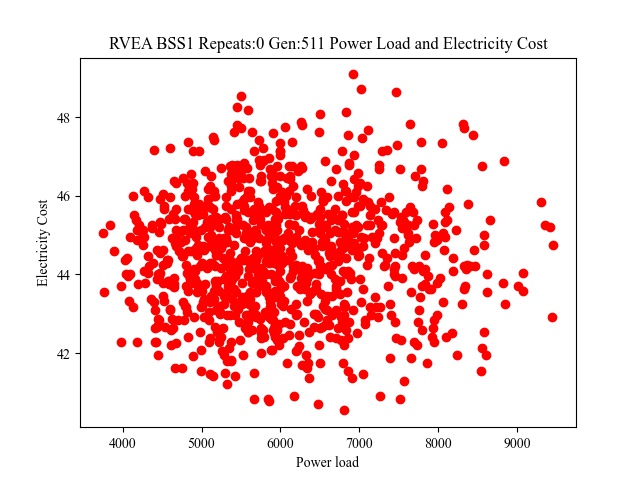 RVEA BSS1 Repeats:0 Gen:511 Power Load and Electricity Cost
48
46
44
42
Electricity Cost
4000 5000 6000 7000 8000 9000
Power load